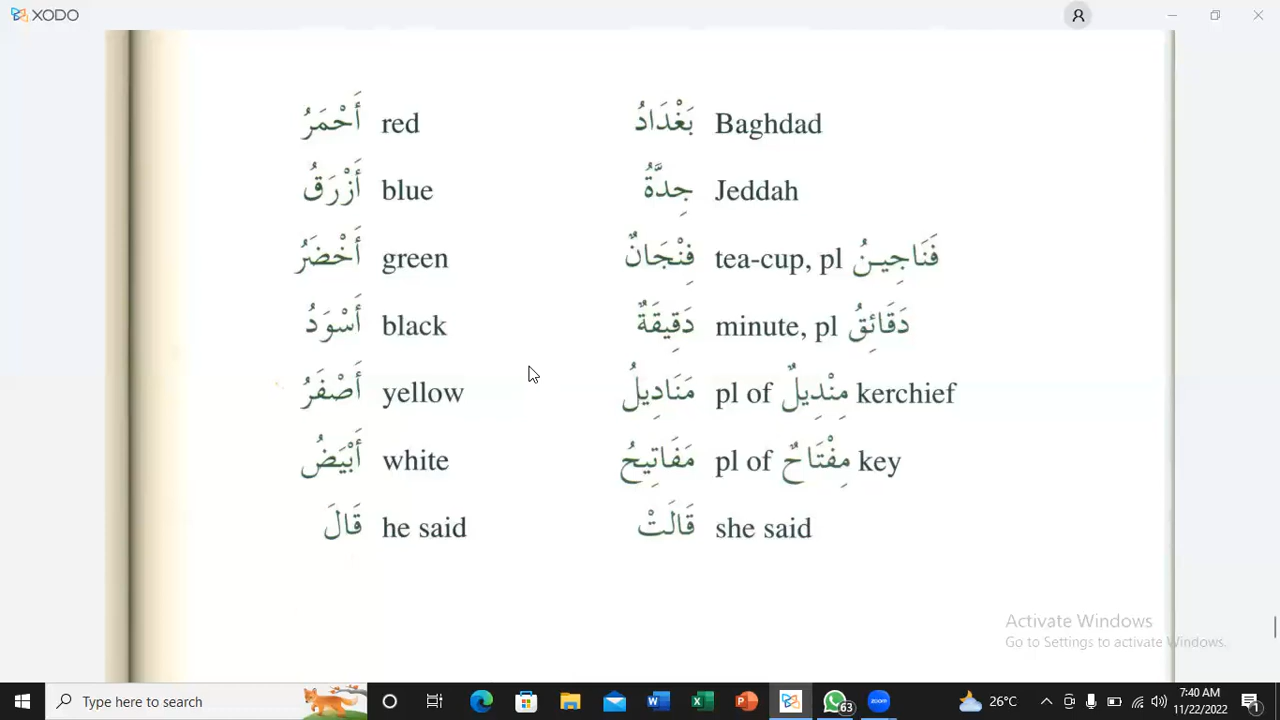 XODO
أَحْمَرُ red بَغْدَادُ Baghdad
أَزْرَقُ blue جِدَّةُ Jeddah
أَخْضَرُ green فِنْجَانٌ tea-cup, pl فَنَاجِينُ
أَسْوَدُ black دَقِيقَةٌ minute, pl دَقَائِقُ
أَصْفَرُ yellow مَنَادِيلُ pl of مِنْدِيلٌ kerchief
أَبْيَضُ white مَفَاتِيحُ pl of مِفْتَاحٌ key
قَالَ he said قَالَتْ she said
Activate Windows
Go to Settings to activate Windows.
Type here to search
63
zoom
26°C
7:40 AM
11/22/2022
1